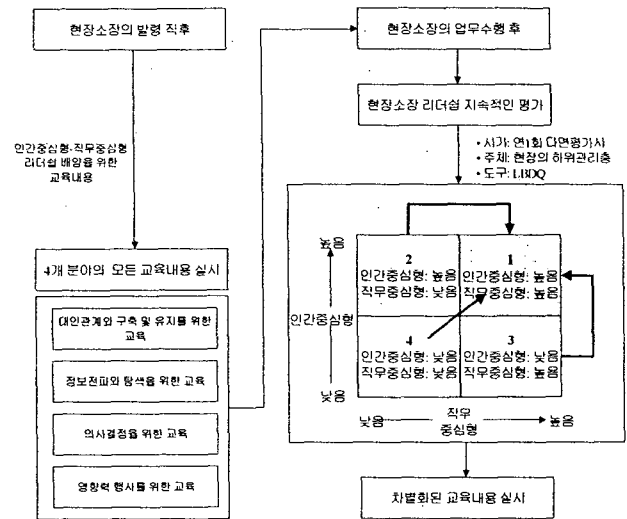 현장소장의 발령 직후
인간중심형·직무중심형
리더쉽 배양을 위한
교육내용
4개 분야의 모든 교육내용 실시
대인관계의 구축 및 유지를 위한
교육
정보전파와 탐색을 위한 교육
의사결정을 위한 교육
영향력 행사를 위한 교육
현장소장의 업무수행 후
현장소장 리더쉽 지속적인 평가
• 시기: 연1회 다면평가시
• 주체: 현장의 하위관리층
• 도구: LBDQ
높음
인간중심형
낮음
2
인간중심형: 높음
직무중심형: 낮음
1
인간중심형: 높음
직무중심형: 높음
4
인간중심형: 낮음
직무중심형: 낮음
3
인간중심형: 낮음
직무중심형: 높음
낮음
직무
중심형
높음
차별화된 교육내용 실시